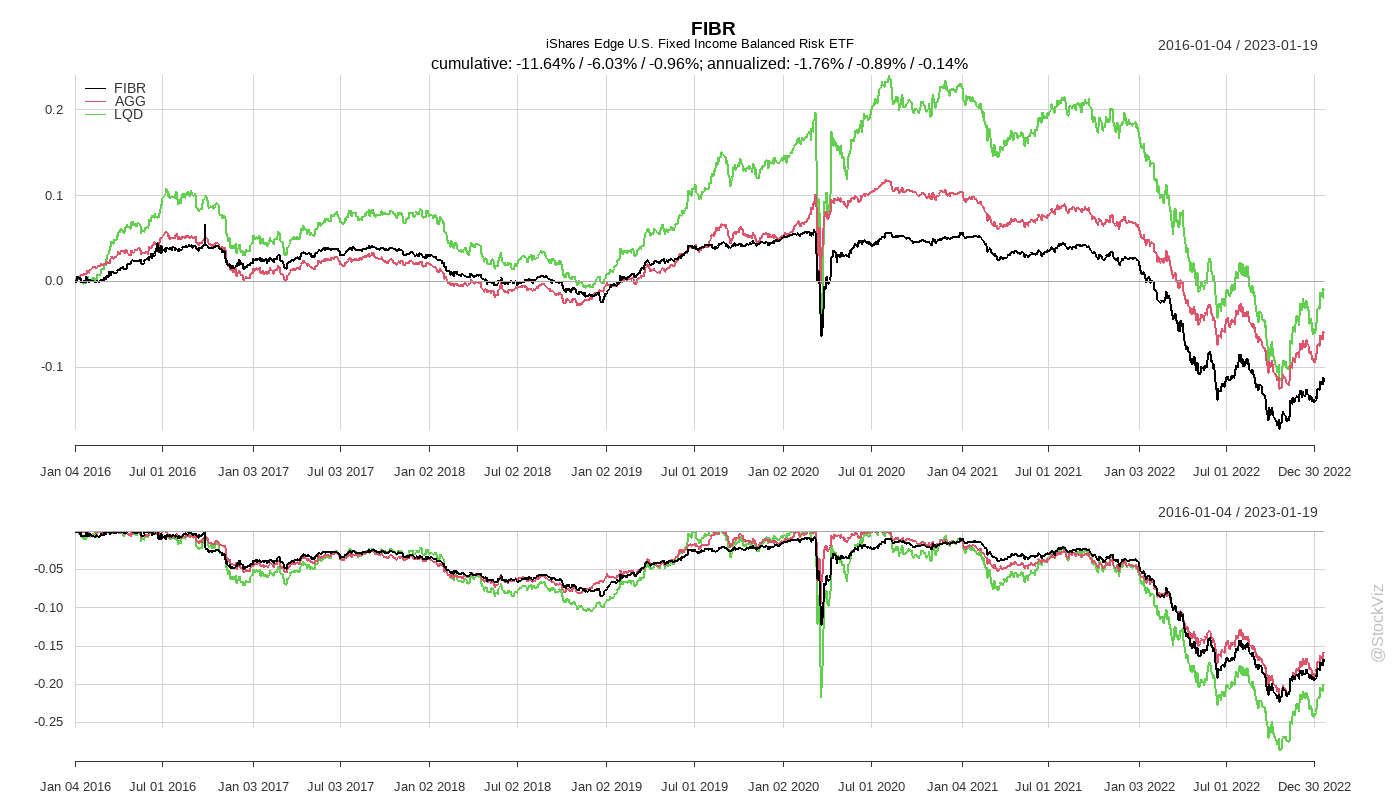 FIBR
iShares Edge U.S. Fixed Income Balanced Risk ETF
2016-01-04 / 2023-01-19
cumulative: -11.64% / -6.03% / -0.96%; annualized: -1.76% / -0.89% / -0.14%
FIBR
AGG
LQD
0.2
0.1
0.0
-0.1
Jan 04 2016 Jul 01 2016 Jan 03 2017 Jul 03 2017 Jan 02 2018 Jul 02 2018 Jan 02 2019 Jul 01 2019 Jan 02 2020 Jul 01 2020 Jan 04 2021 Jul 01 2021 Jan 03 2022 Jul 01 2022 Dec 30 2022
2016-01-04 / 2023-01-19
-0.05
-0.10
-0.15
-0.20
-0.25
Jan 04 2016 Jul 01 2016 Jan 03 2017 Jul 03 2017 Jan 02 2018 Jul 02 2018 Jan 02 2019 Jul 01 2019 Jan 02 2020 Jul 01 2020 Jan 04 2021 Jul 01 2021 Jan 03 2022 Jul 01 2022 Dec 30 2022
@StockViz